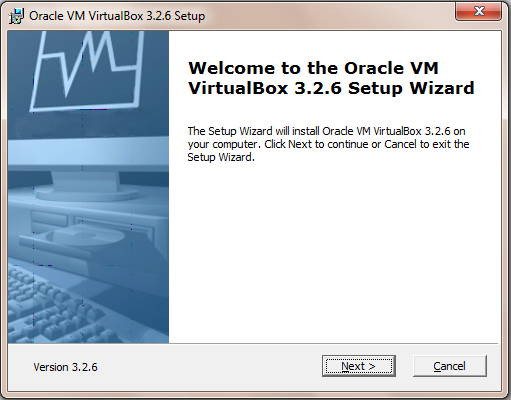 Oracle VM VirtualBox 3.2.6 Setup
Welcome to the Oracle VM
VirtualBox 3.2.6 Setup Wizard
The Setup Wizard will install Oracle VM VirtualBox 3.2.6 on
your computer. Click Next to continue or Cancel to exit the
Setup Wizard.
Version 3.2.6
Next >
Cancel